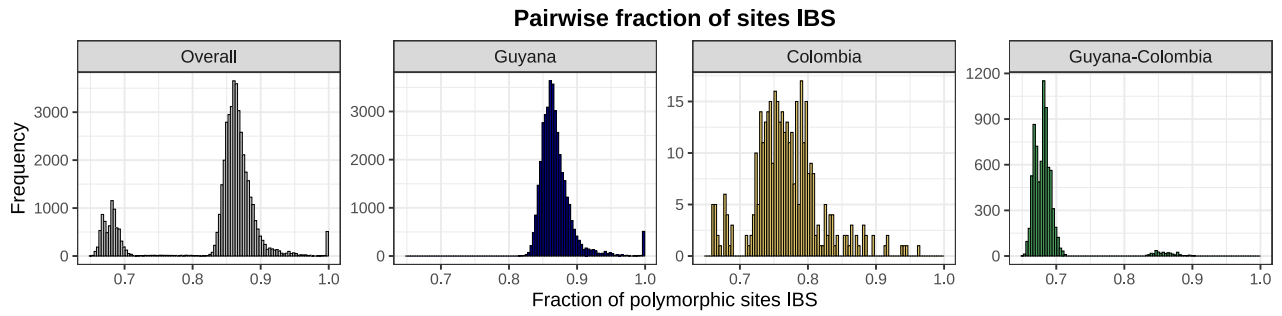 Pairwise fraction of sites IBS
Overall Guyana Colombia Guyana-Colombia
Frequency
3000
2000
1000
0
0.7 0.8 0.9 1.0
3000
2000
1000
0
0.7 0.8 0.9 1.0
15
10
5
0
0.7 0.8 0.9 1.0
1200
900
600
300
0
0.7 0.8 0.9 1.0
Fraction of polymorphic sites IBS